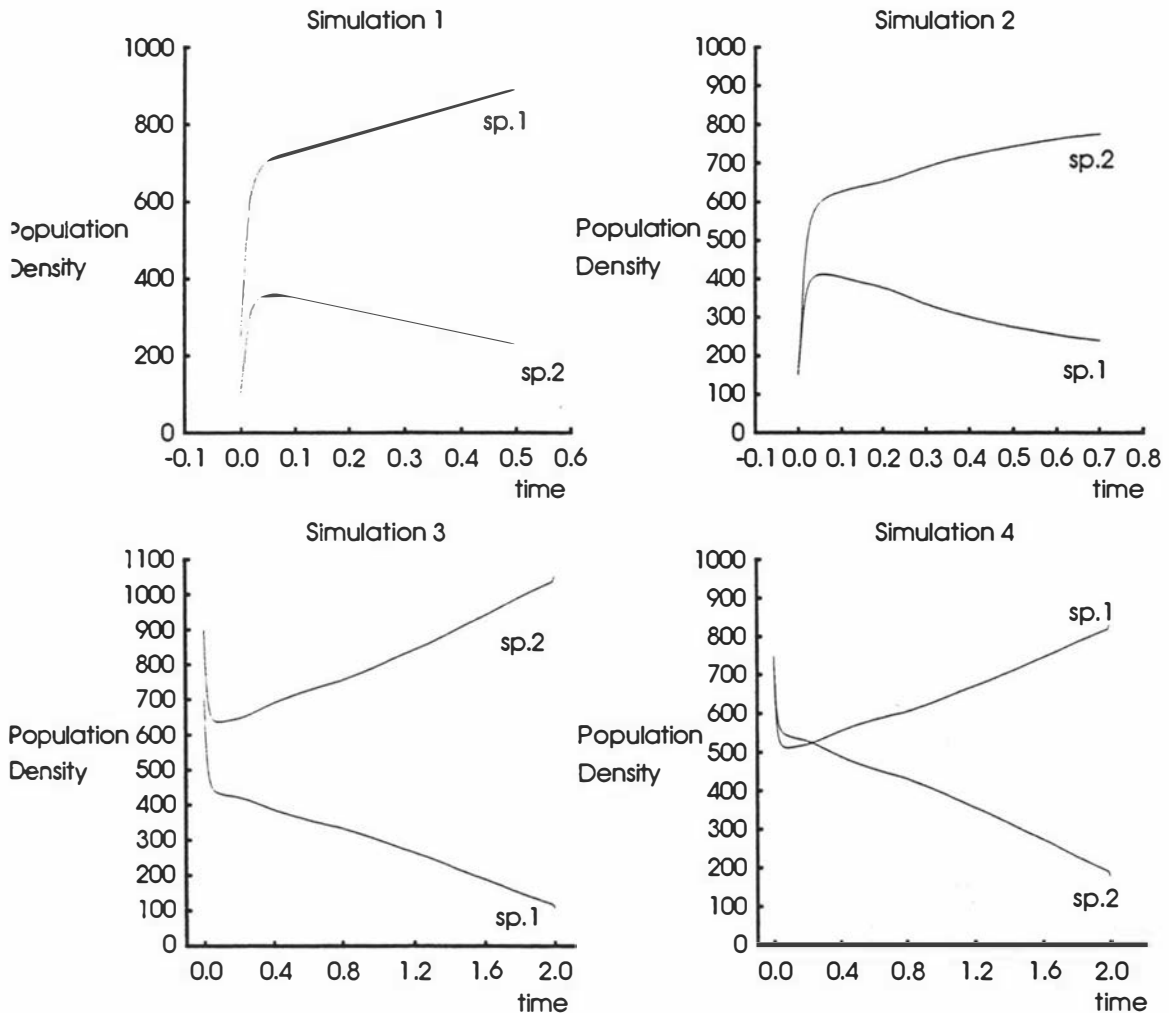 Simulation 1
1000
800
600
400
200
0
Population
Density
sp.1
sp.2
-0.1 0.0 0.1 0.2 0.3 0.4 0.5 0.6
time
Simulation 2
1000
900
800
700
600
500
400
300
200
100
0
Population
Density
sp.2
sp.1
-0.1 0.0 0.1 0.2 0.3 0.4 0.5 0.6 0.7 0.8
time
Simulation 3
1100
1000
900
800
700
600
500
400
300
200
100
0
Population
Density
sp.2
sp.1
0.0 0.4 0.8 1.2 1.6 2.0
time
Simulation 4
1000
900
800
700
600
500
400
300
200
100
0
Population
Density
sp.1
sp.2
0.0 0.4 0.8 1.2 1.6 2.0
time